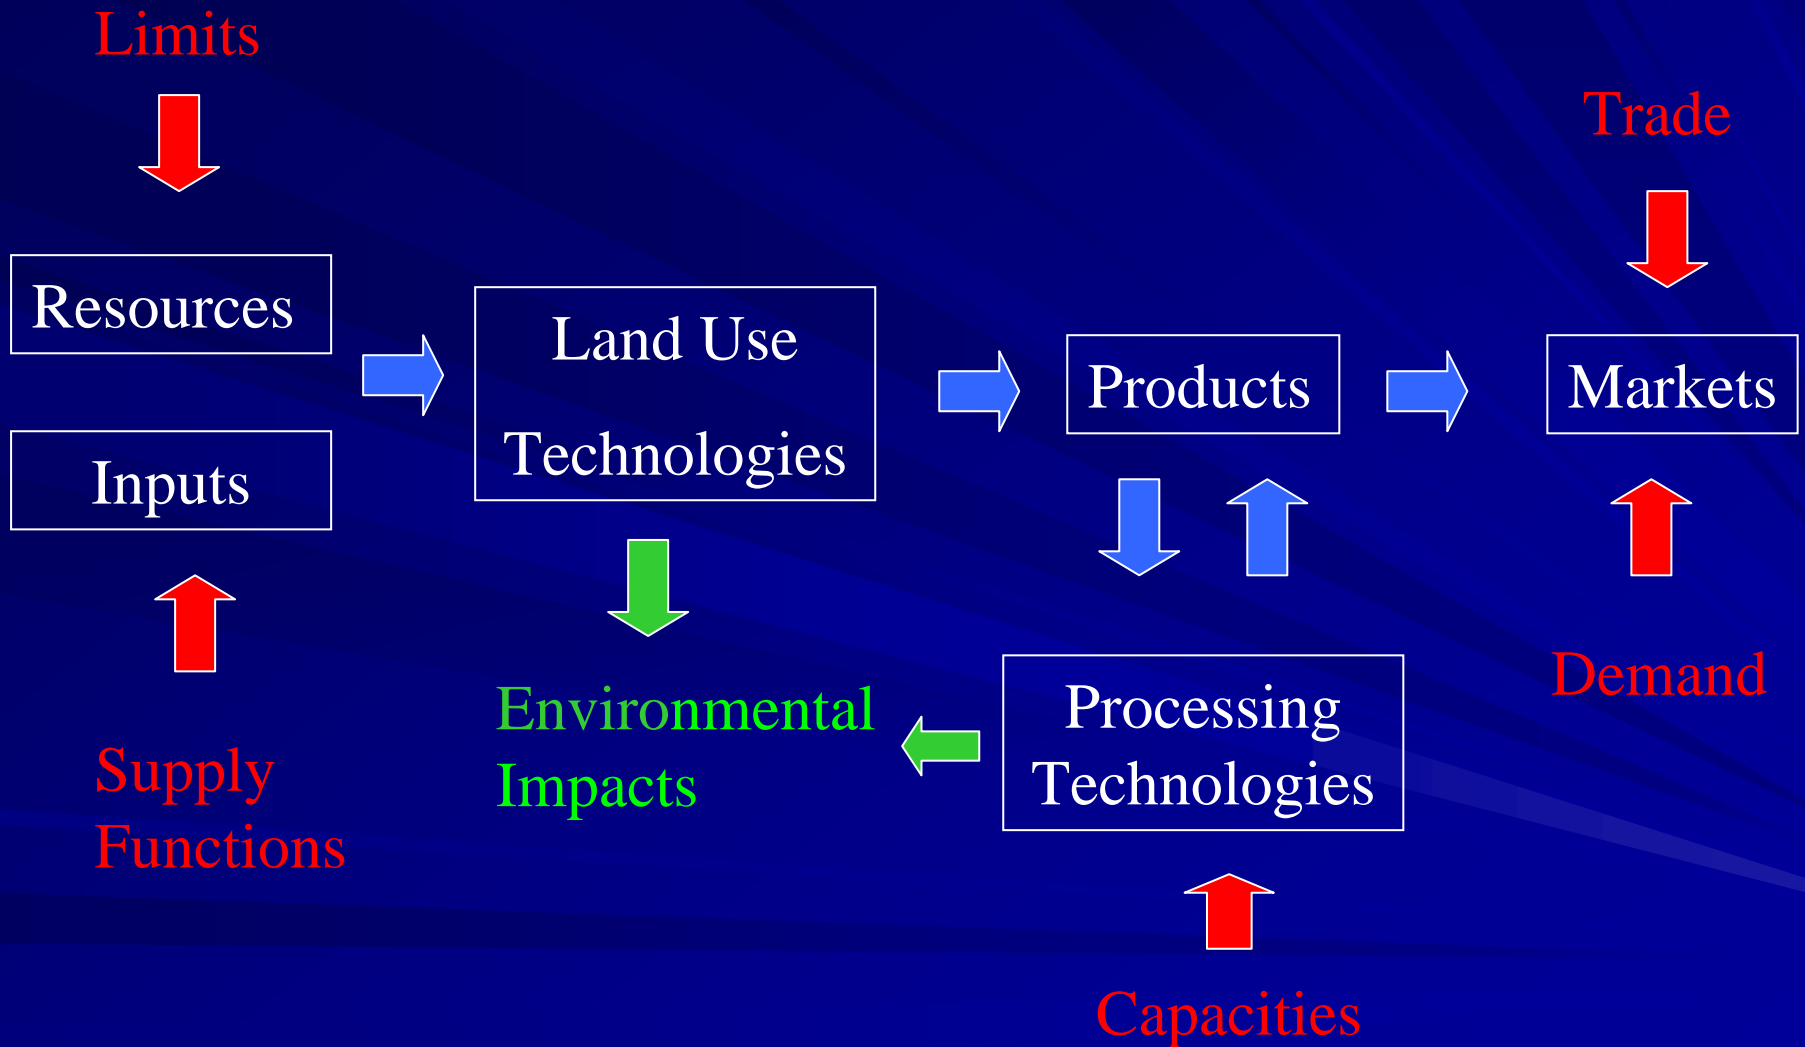 Limits
Trade
Resources
Land Use
Technologies
Products
Markets
Inputs
Environmental
Impacts
Processing
Technologies
Demand
Supply
Functions
Capacities